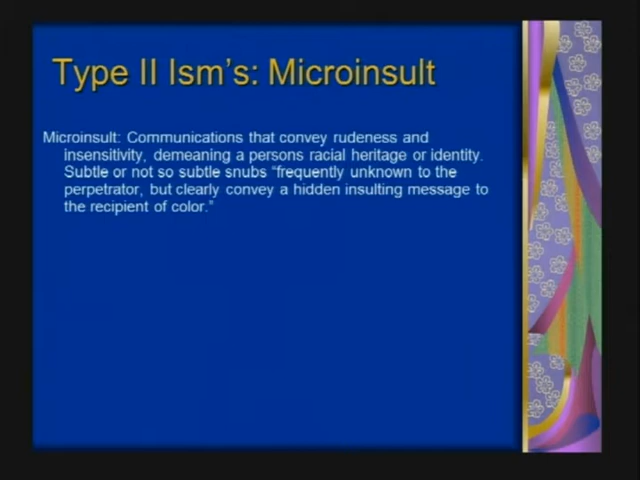 Type II Ism's: Microinsult
Microinsult: Communications that convey rudeness and
insensitivity, demeaning a persons racial heritage or identity.
Subtle or not so subtle snubs “frequently unknown to the
perpetrator, but clearly convey a hidden insulting message to
the recipient of color.”